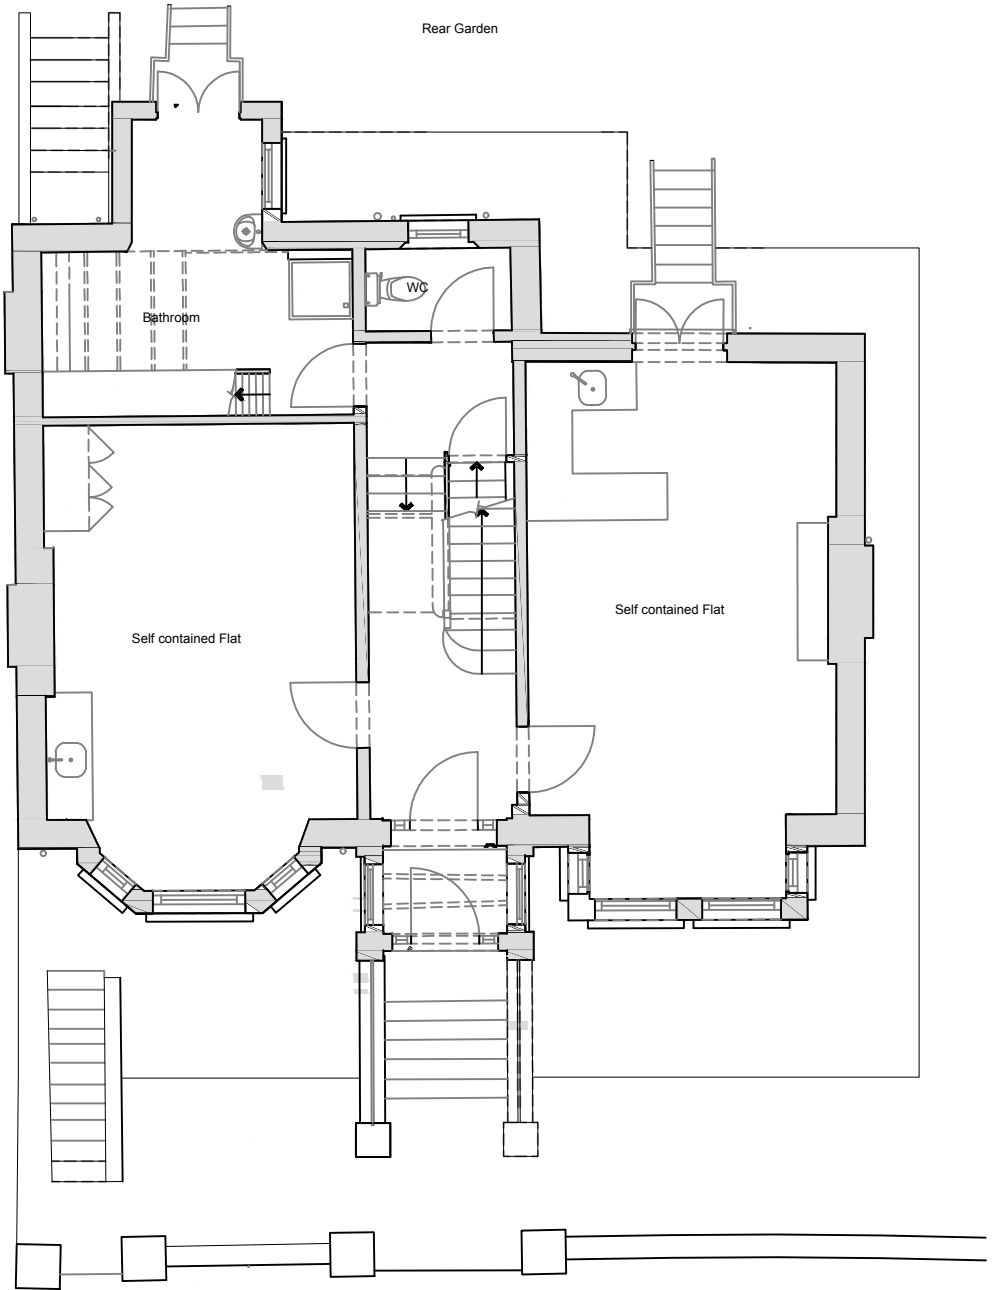 Rear Garden
WC
Bathroom
Self contained Flat
Self contained Flat